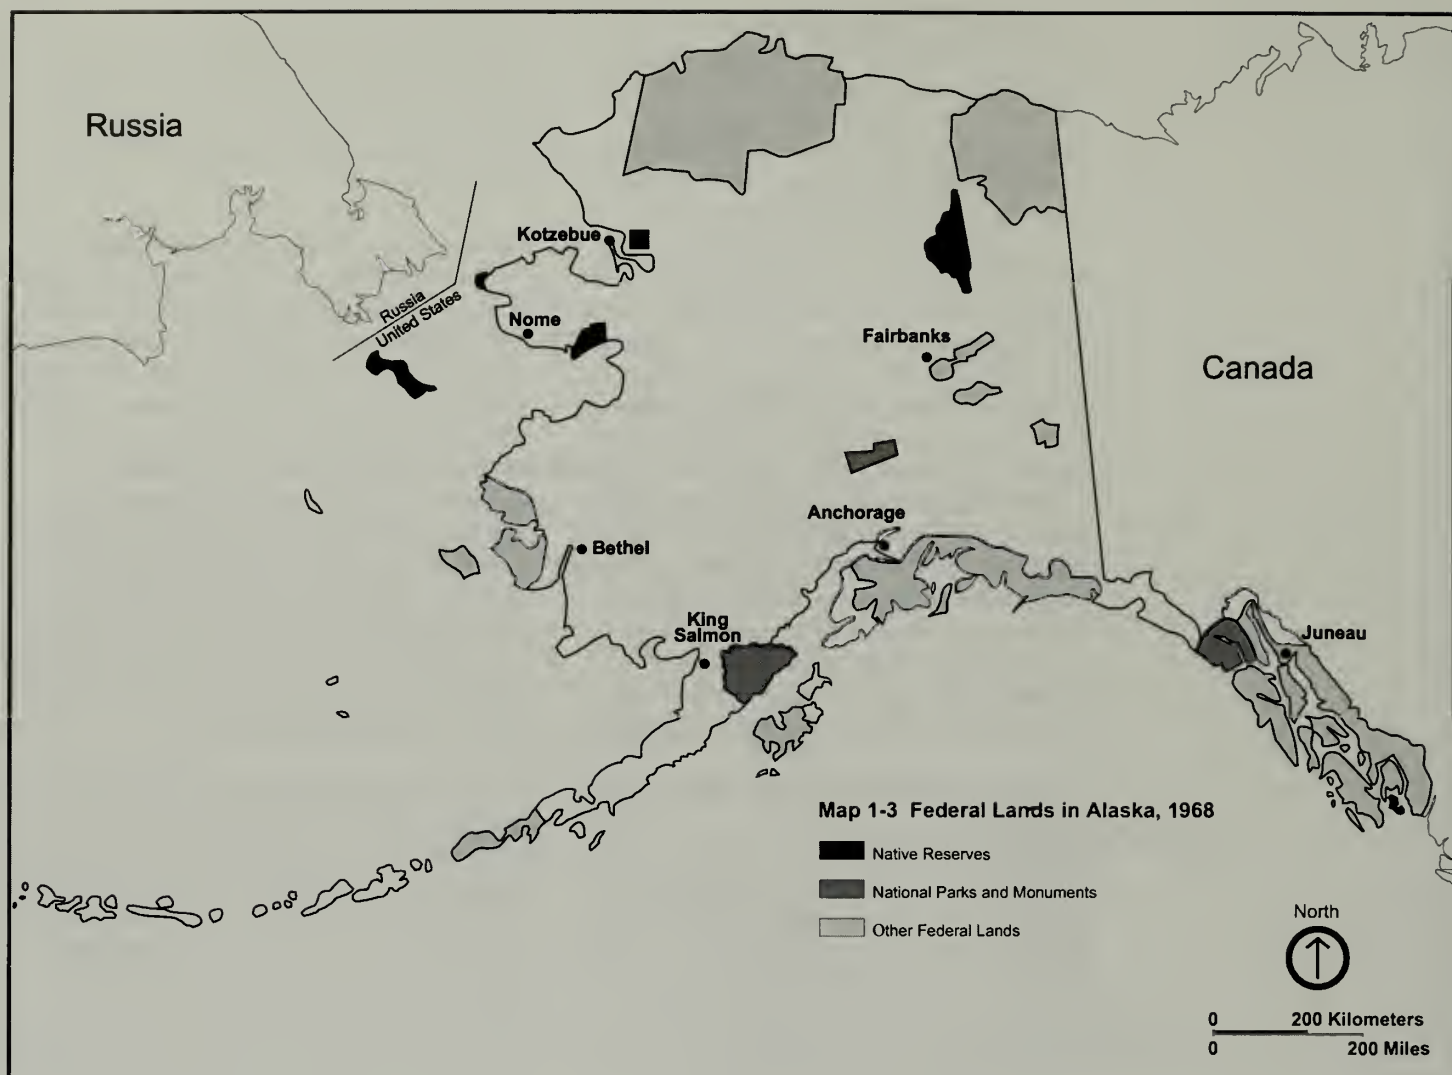 Russia
Kotzebue
Russia
United States
Nome
Fairbanks
Canada
Anchorage
Bethel
King
Salmon
Juneau
Map 1-3 Federal Lands in Alaska, 1968
Native Reserves
National Parks and Monuments
Other Federal Lands
North
0 200 Kilometers
0 200 Miles